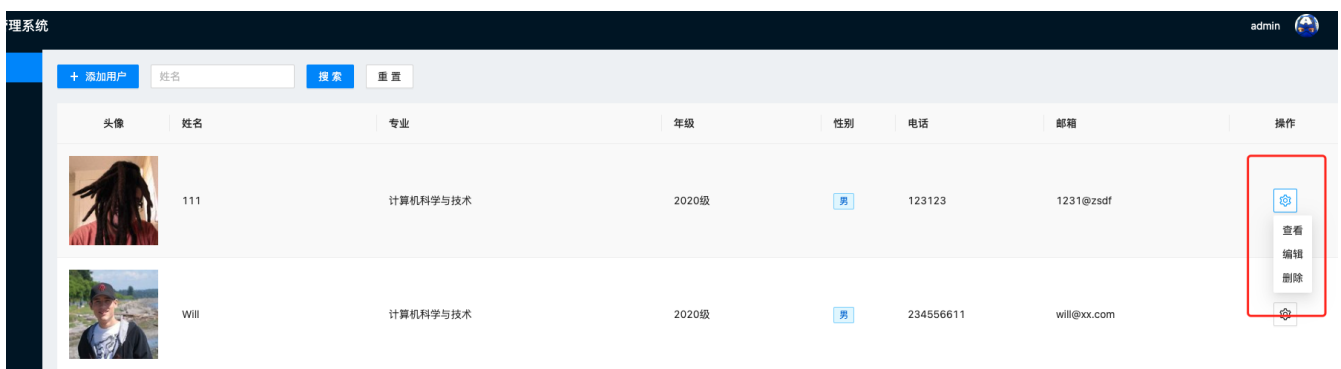 管理系统
admin
+ 添加用户 姓名 搜索 重置
头像 姓名 专业 年级 性别 电话 邮箱 操作
111 计算机科学与技术 2020级 男 123123 1231@zsdf
查看
编辑
删除
Will 计算机科学与技术 2020级 男 234556611 will@xx.com